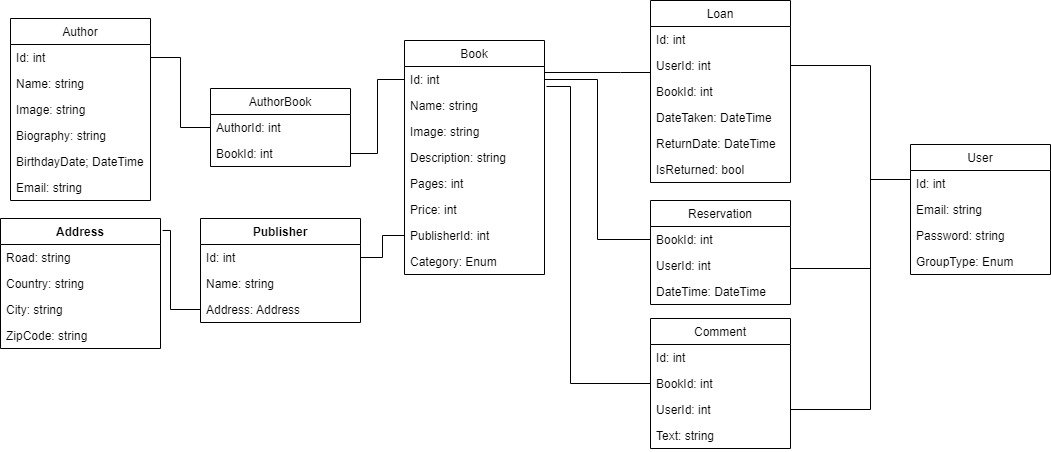 Author
Id: int
Name: string
Image: string
Biography: string
BirthdayDate; DateTime
Email: string
Address
Road: string
Country: string
City: string
ZipCode: string
AuthorBook
AuthorId: int
BookId: int
Publisher
Id: int
Name: string
Address: Address
Book
Id: int
Name: string
Image: string
Description: string
Pages: int
Price: int
PublisherId: int
Category: Enum
Loan
Id: int
UserId: int
BookId: int
DateTaken: DateTime
ReturnDate: DateTime
IsReturned: bool
Reservation
BookId: int
UserId: int
DateTime: DateTime
Comment
Id: int
BookId: int
UserId: int
Text: string
User
Id: int
Email: string
Password: string
GroupType: Enum